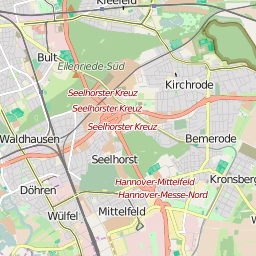 Kleefeld
Bult
Eilenriede-Süd
Kirchrode
Seelhorster Kreuz
Seelhorster Kreuz
Seelhorster Kreuz
Waldhausen
Bemerode
Seelhorst
Döhren
Hannover-Mittelfeld
Kronsberg
Hannover-Messe-Nord
Wülfel
Mittelfeld